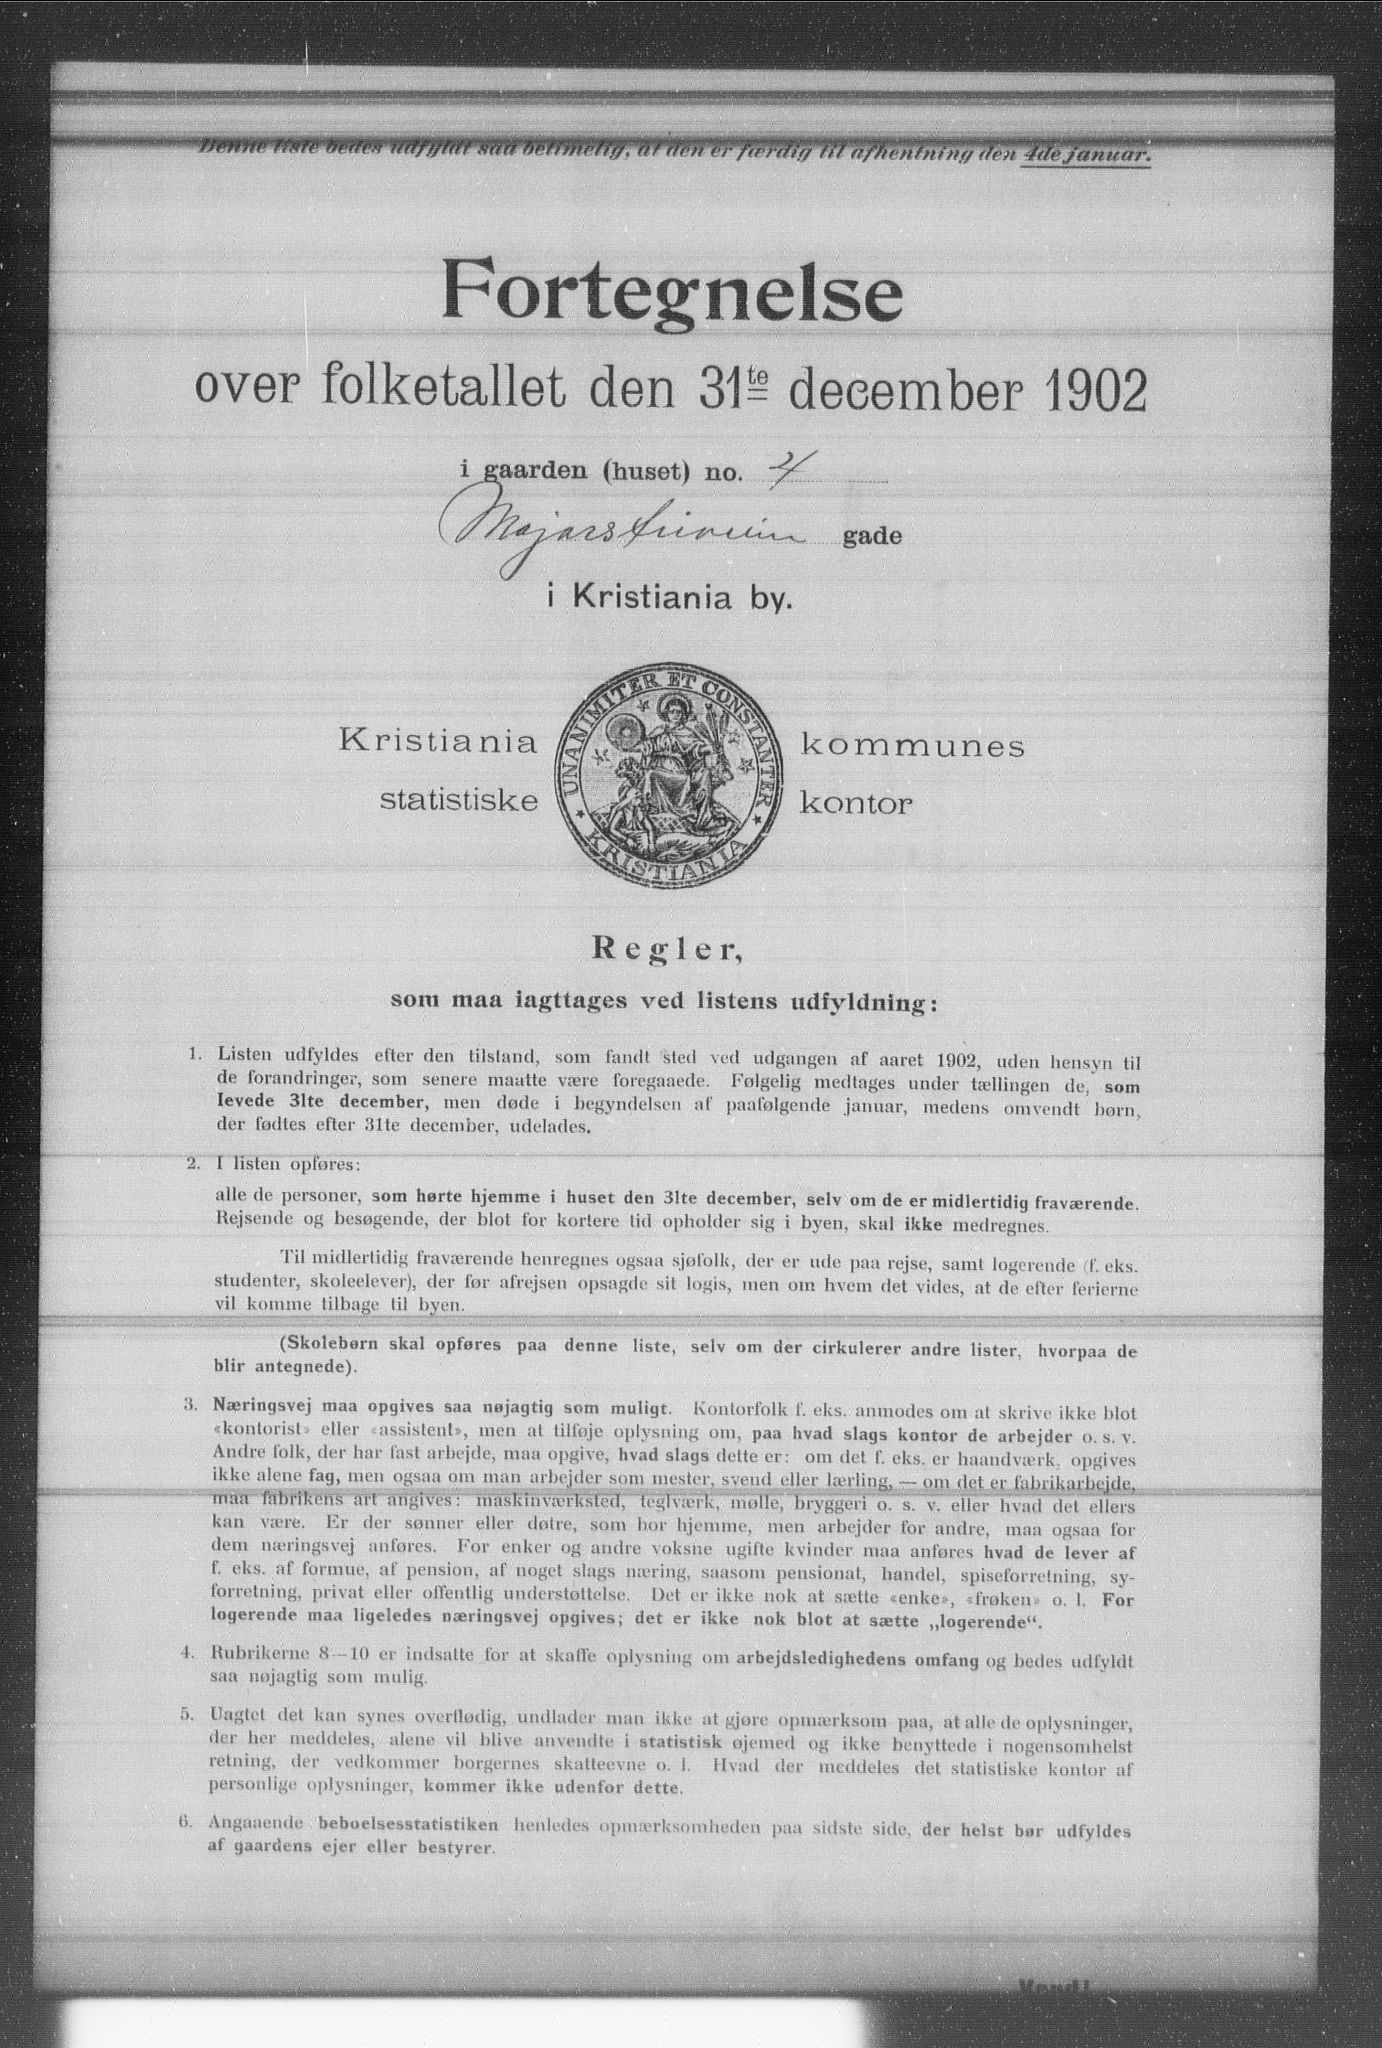 Denne liste bedes udfyldt saa betimelig, at den er færdig til afhentning den 4de januar.
Fortegnelse
over folketallet den 31te december 1902
i gaarden (huset) no. 4
gade
i Kristiania by.
Kristiania kommunes
statistiske kontor
UNANIMITER ET CONSTANTER
KRISTIANIA
Regler,
som maa iagttages ved listens udfyldning:
1. Listen udfyldes efter den tilstand, som fandt sted ved udgangen af aaret 1902, uden hensyn til
de forandringer, som senere maatte være foregaaede. Følgelig medtages under tællingen de, som
levede 31te december, men døde i begyndelsen af paafølgende januar, medens omvendt børn,
der fødtes efter 31te december, udelades.
2. I listen opføres:
alle de personer, som hørte hjemme i huset den 31te december, selv om de er midlertidig fraværende.
Rejsende og besøgende, der blot for kortere tid opholder sig i byen, skal ikke medregnes.
Til midlertidig fraværende henregnes ogsaa sjøfolk, der er ude paa rejse, samt logerende (f. eks.
studenter, skoleelever), der før afrejsen opsagde sit logis, men om hvem det vides, at de efter ferierne
vil komme tilbage til byen.
(Skolebørn skal opføres paa denne liste, selv om der cirkulerer andre lister, hvorpaa de
blir antegnede).
3. Næringsvej maa opgives saa nøjagtig som muligt. Kontorfolk f. eks. anmodes om at skrive ikke blot
«kontorist» eller «assistent», men at tilføje oplysning om, paa hvad slags kontor de arbejder o. s. v.
Andre folk, der har fast arbejde, maa opgive, hvad slags dette er: om det f. eks. er haandværk, opgives
ikke alene fag, men ogsaa om man arbejder som mester, svend eller lærling, — om det er fabrikarbejde,
maa fabrikens art angives: maskinværksted, teglværk, mølle, bryggeri o. s. v. eller hvad det ellers
kan være. Er der sønner eller døtre, som bor hjemme, men arbejder for andre, maa ogsaa for
dem næringsvej anføres. For enker og andre voksne ugifte kvinder maa anføres hvad de lever af
f. eks. af formue, af pension, af noget slags næring, saasom pensionat, handel, spiseforretning, sy-
forretning, privat eller offentlig understøttelse. Det er ikke nok at sætte «enke», «frøken» o. l. For
logerende maa ligeledes næringsvej opgives; det er ikke nok blot at sætte „logerende“.
4. Rubrikerne 8—10 er indsatte for at skaffe oplysning om arbejdsledighedens omfang og bedes udfyldt
saa nøjagtig som mulig.
5. Uagtet det kan synes overflødig, undlader man ikke at gjøre opmærksom paa, at alle de oplysninger,
der her meddeles, alene vil blive anvendte i statistisk øjemed og ikke benyttede i nogensomhelst
retning, der vedkommer borgernes skatteevne o. l. Hvad der meddeles det statistiske kontor af
personlige oplysninger, kommer ikke udenfor dette.
6. Angaaende beboelsesstatistiken henledes opmærksomheden paa sidste side, der helst bør udfyldes
af gaardens ejer eller bestyrer.
Vend!